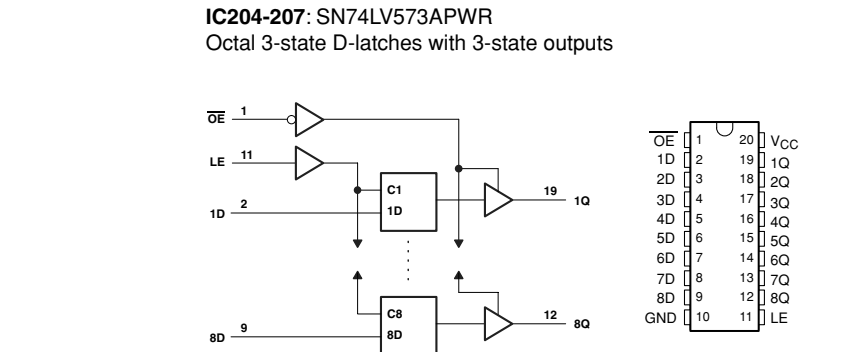 IC204-207: SN74LV573APWR
Octal 3-state D-latches with 3-state outputs
OE 1
LE 11
1D 2
C1
1D
19 1Q
C8
8D
8D 9
12 8Q
OE 1 20 VCC
1D 2 19 1Q
2D 3 18 2Q
3D 4 17 3Q
4D 5 16 4Q
5D 6 15 5Q
6D 7 14 6Q
7D 8 13 7Q
8D 9 12 8Q
GND 10 11 LE